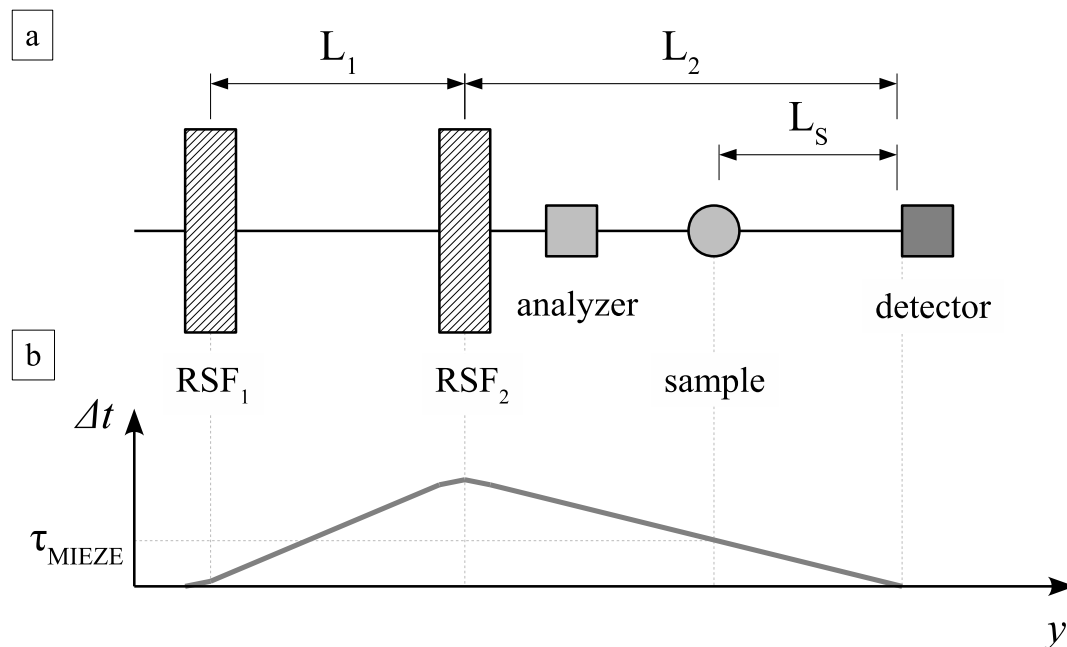 a
L₁
L₂
Lₛ
analyzer
detector
b
RSF₁
RSF₂
sample
Δt
τMIEZE
y